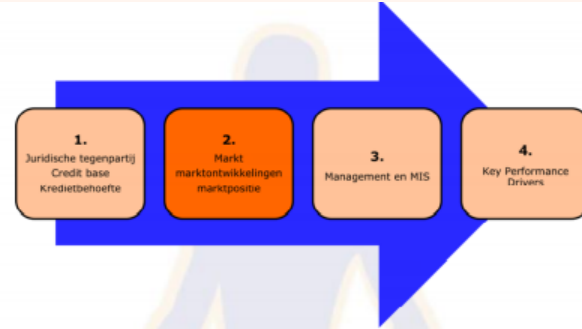 1.
Juridische tegenpartij
Credit base
Kredietbehoefte
2.
Markt
marktontwikkelingen
marktpositie
3.
Management en MIS
4.
Key Performance
Drivers